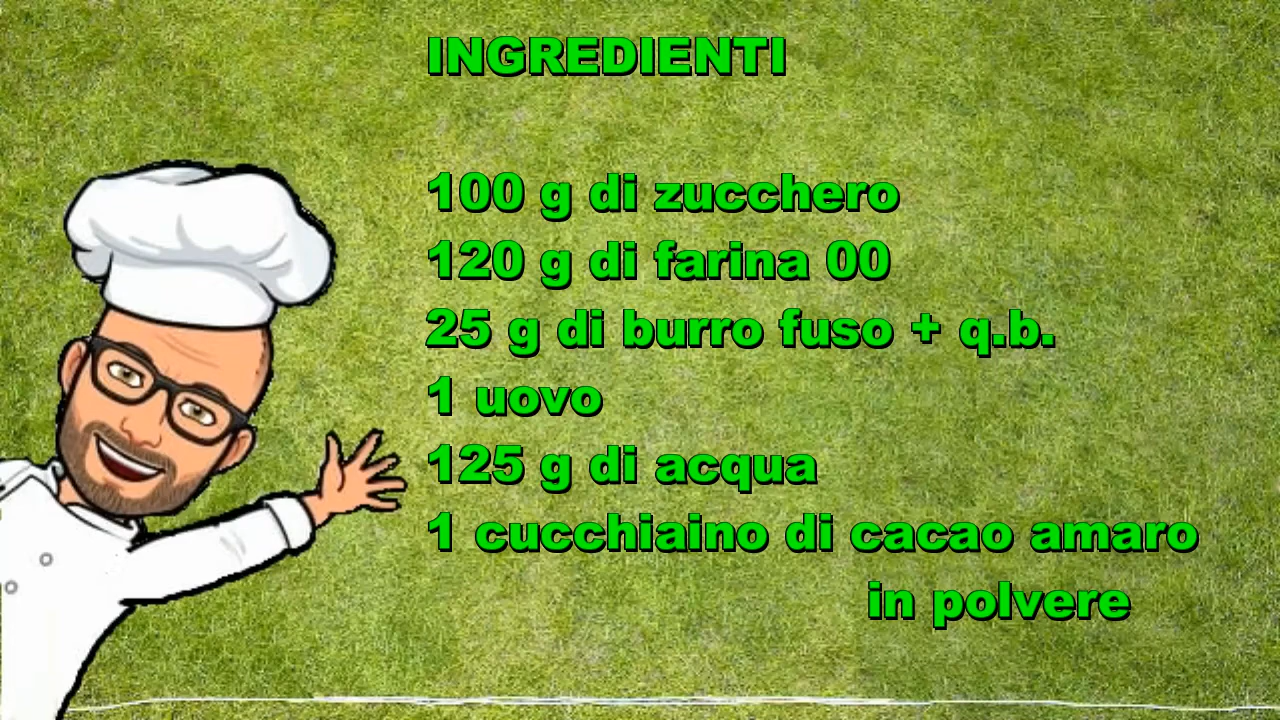 INGREDIENTI
100 g di zucchero
120 g di farina 00
25 g di burro fuso + q.b.
1 uovo
125 g di acqua
1 cucchiaino di cacao amaro
in polvere